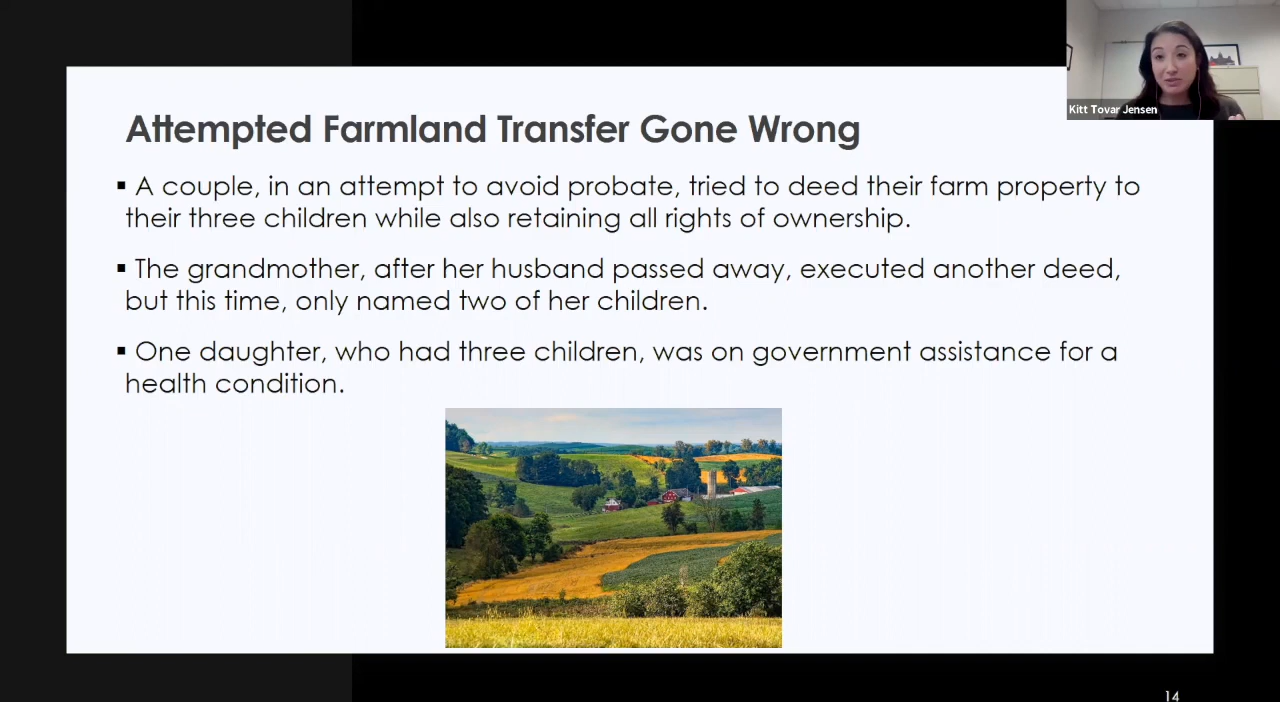 Kitt Tovar Jensen
Attempted Farmland Transfer Gone Wrong
▪ A couple, in an attempt to avoid probate, tried to deed their farm property to
their three children while also retaining all rights of ownership.
▪ The grandmother, after her husband passed away, executed another deed,
but this time, only named two of her children.
▪ One daughter, who had three children, was on government assistance for a
health condition.
14